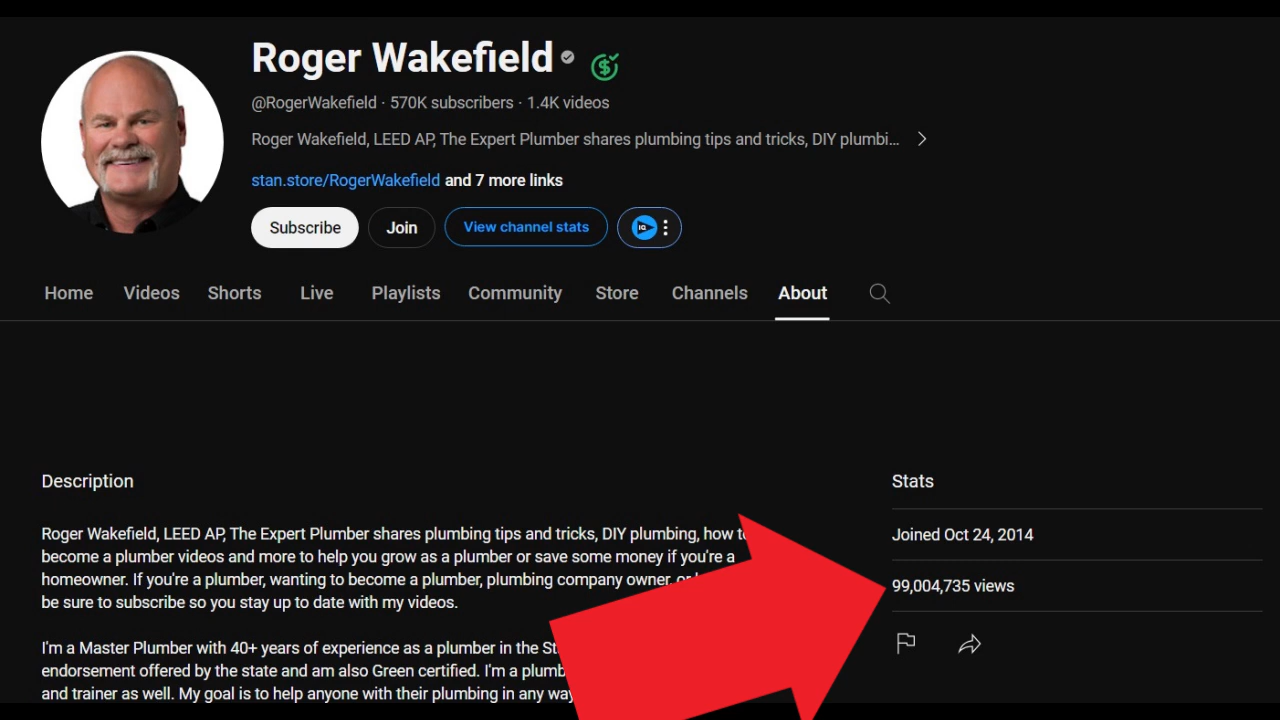 Roger Wakefield
@RogerWakefield · 570K subscribers · 1.4K videos
Roger Wakefield, LEED AP, The Expert Plumber shares plumbing tips and tricks, DIY plumbi...
stan.store/RogerWakefield and 7 more links
Subscribe Join View channel stats IQ
Home Videos Shorts Live Playlists Community Store Channels About
Description
Roger Wakefield, LEED AP, The Expert Plumber shares plumbing tips and tricks, DIY plumbing, how
become a plumber videos and more to help you grow as a plumber or save some money if you're a
homeowner. If you're a plumber, wanting to become a plumber, plumbing company owner,
be sure to subscribe so you stay up to date with my videos.
I'm a Master Plumber with 40+ years of experience as a plumber in the
endorsement offered by the state and am also Green certified. I'm a
and trainer as well. My goal is to help anyone with their plumbing in any
Stats
Joined Oct 24, 2014
99,004,735 views